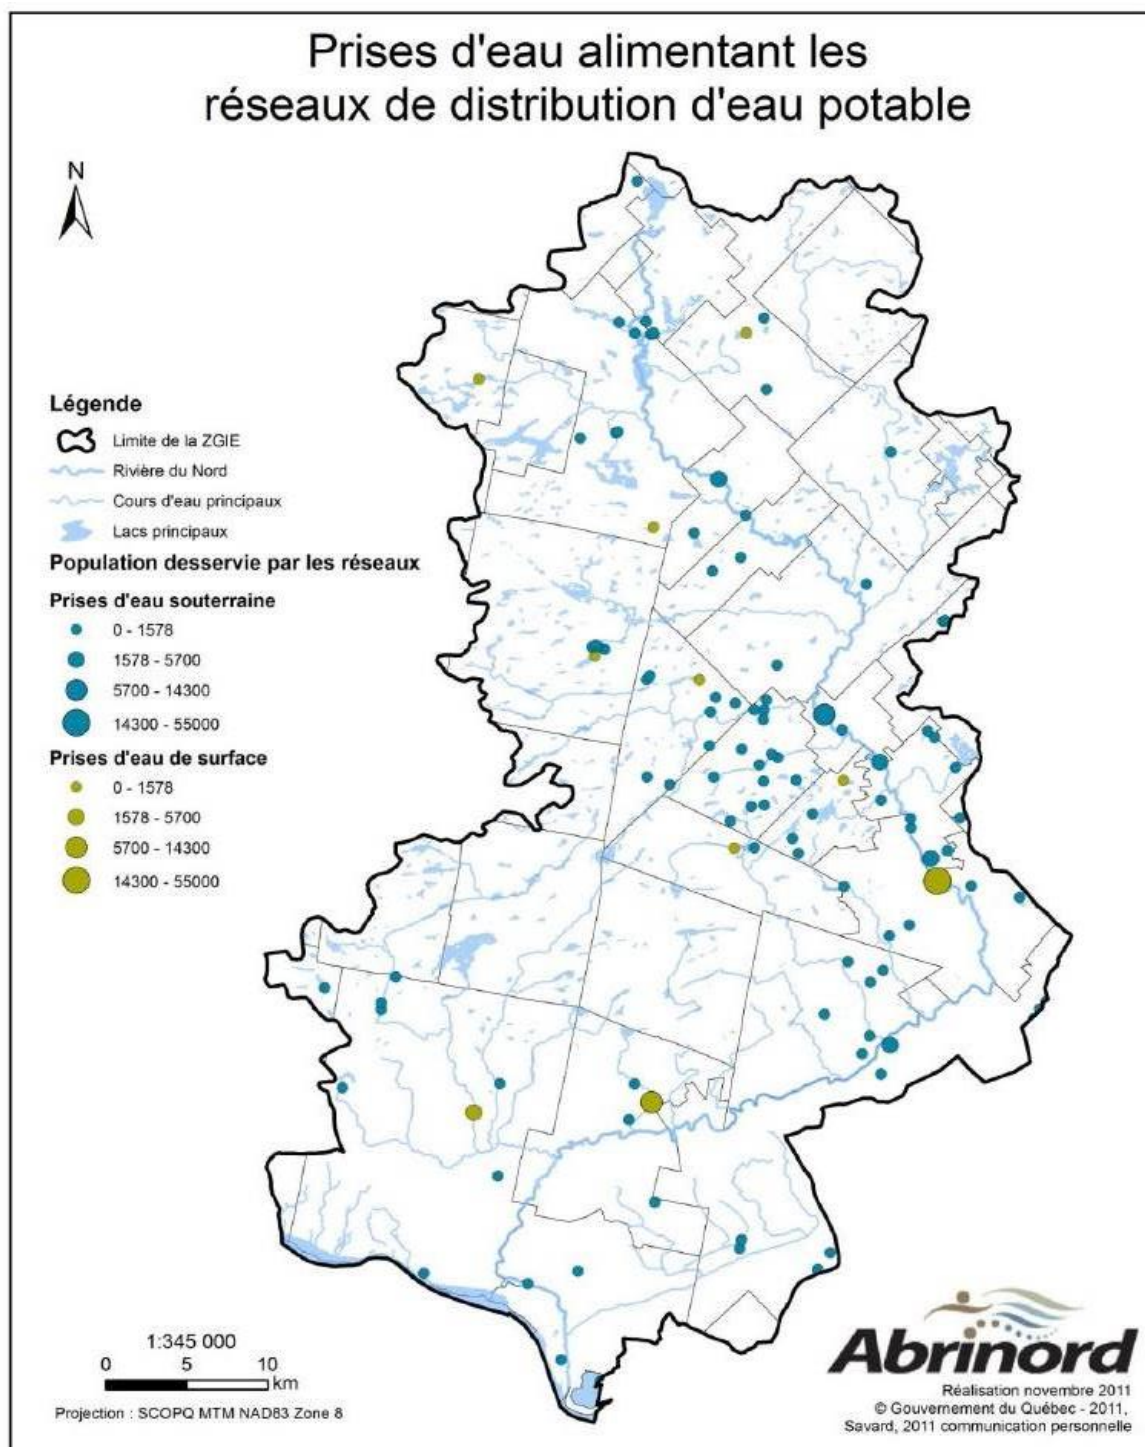 Prises d'eau alimentant les
réseaux de distribution d'eau potable
N
Légende
Limite de la ZGIE
Rivière du Nord
Cours d'eau principaux
Lacs principaux
Population desservie par les réseaux
Prises d'eau souterraine
0 - 1578
1578 - 5700
5700 - 14300
14300 - 55000
Prises d'eau de surface
0 - 1578
1578 - 5700
5700 - 14300
14300 - 55000
1:345 000
0 5 10
km
Projection : SCOPQ MTM NAD83 Zone 8
Abrinord
Réalisation novembre 2011
© Gouvernement du Québec - 2011,
Savard, 2011 communication personnelle